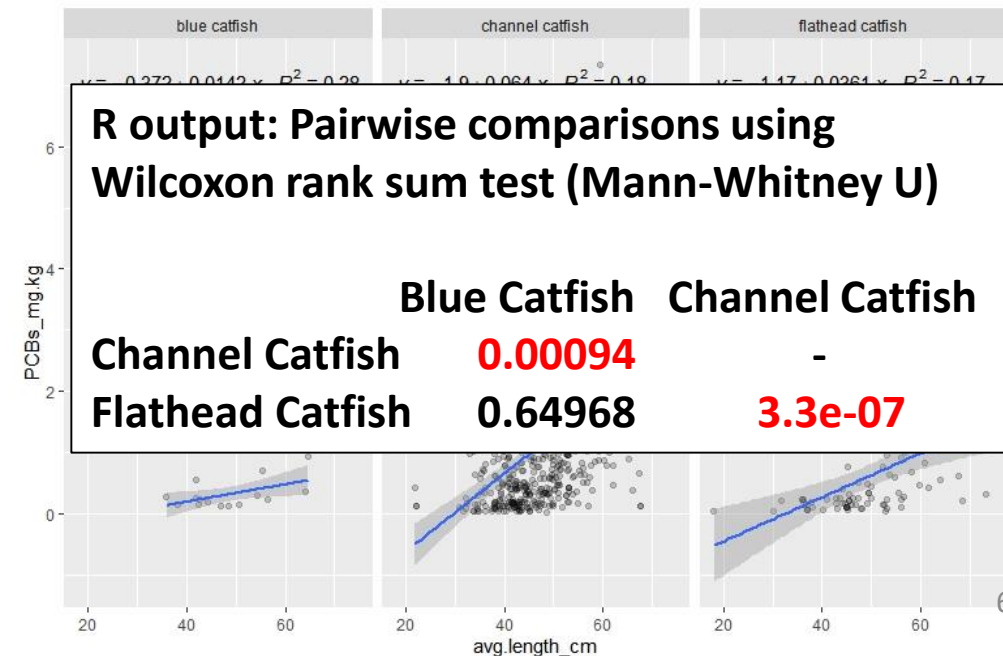 blue catfish channel catfish flathead catfish
R output: Pairwise comparisons using
Wilcoxon rank sum test (Mann-Whitney U)
Blue Catfish Channel Catfish
Channel Catfish 0.00094 -
Flathead Catfish 0.64968 3.3e-07
PCBs_mg.kg
6
4
2
0
20 40 60 20 40 60 20 40 60
avg.length_cm
6